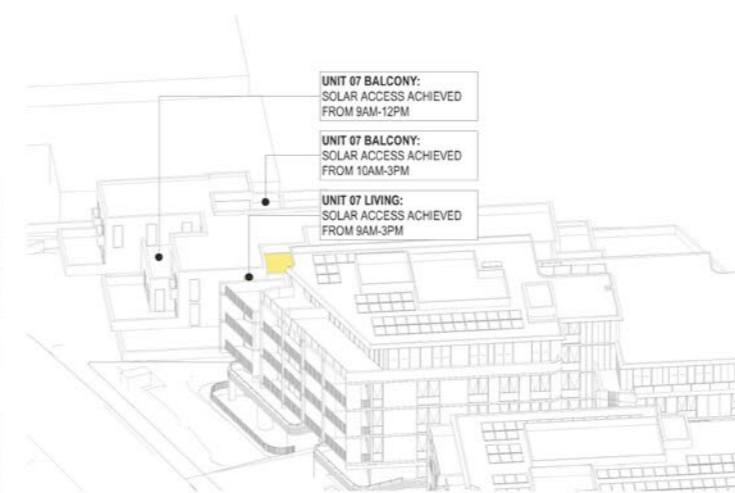 UNIT 07 BALCONY:
SOLAR ACCESS ACHIEVED
FROM 9AM-12PM
UNIT 07 BALCONY:
SOLAR ACCESS ACHIEVED
FROM 10AM-3PM
UNIT 07 LIVING:
SOLAR ACCESS ACHIEVED
FROM 9AM-3PM